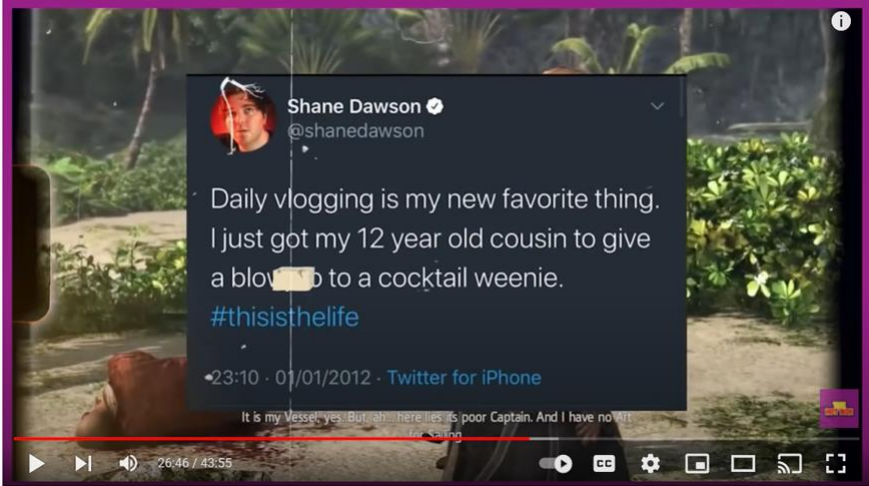 Shane Dawson
@shanedawson
Daily vlogging is my new favorite thing.
I just got my 12 year old cousin to give
a blow b to a cocktail weenie.
#thisisthelife
23:10 · 01/01/2012 · Twitter for iPhone
It is my Vessel, yes. But, ah... here lies its poor Captain. And I have no Art
for Sailing
26:46 / 43:55
CC